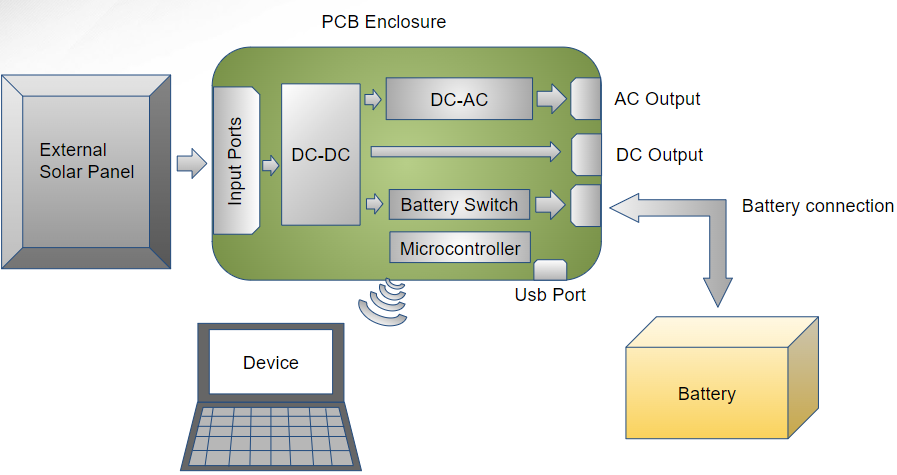 PCB Enclosure
External
Solar Panel
Input Ports
DC-DC
DC-AC
AC Output
DC Output
Battery Switch
Battery connection
Microcontroller
Usb Port
Device
Battery